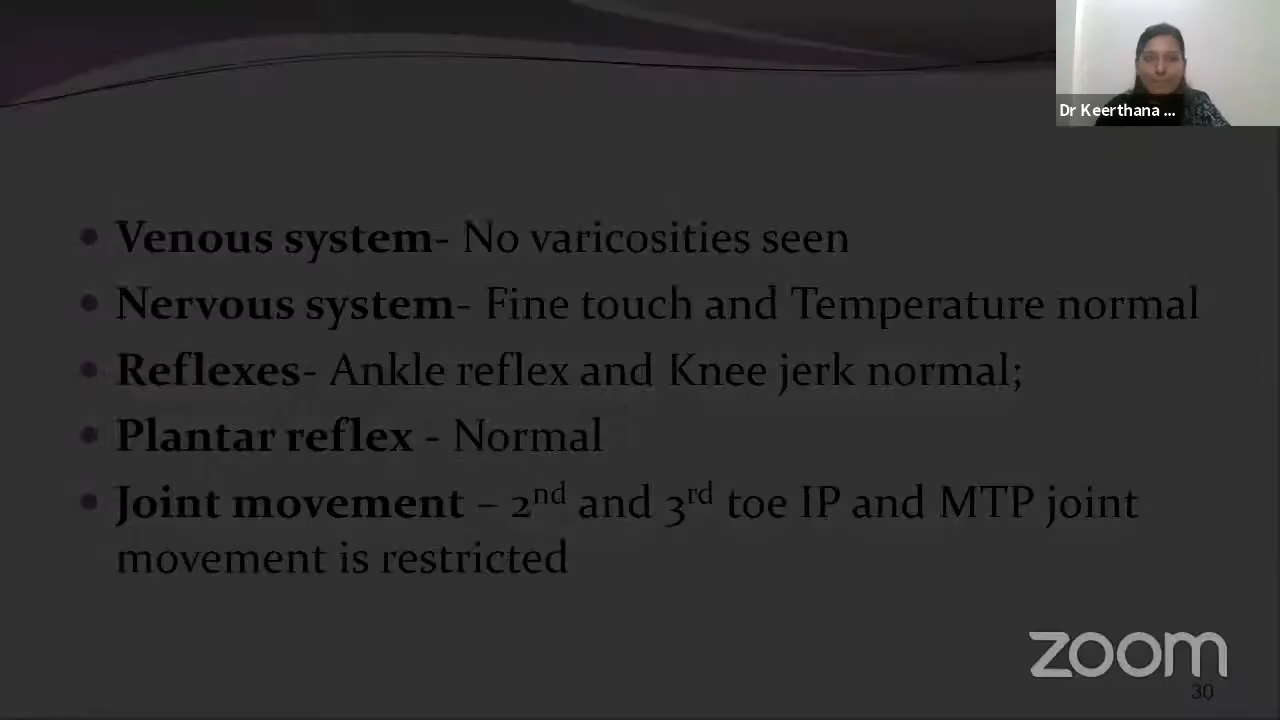 Dr Keerthana ...
• Venous system- No varicosities seen
• Nervous system- Fine touch and Temperature normal
• Reflexes- Ankle reflex and Knee jerk normal;
• Plantar reflex - Normal
• Joint movement – 2nd and 3rd toe IP and MTP joint
movement is restricted
zoom
30